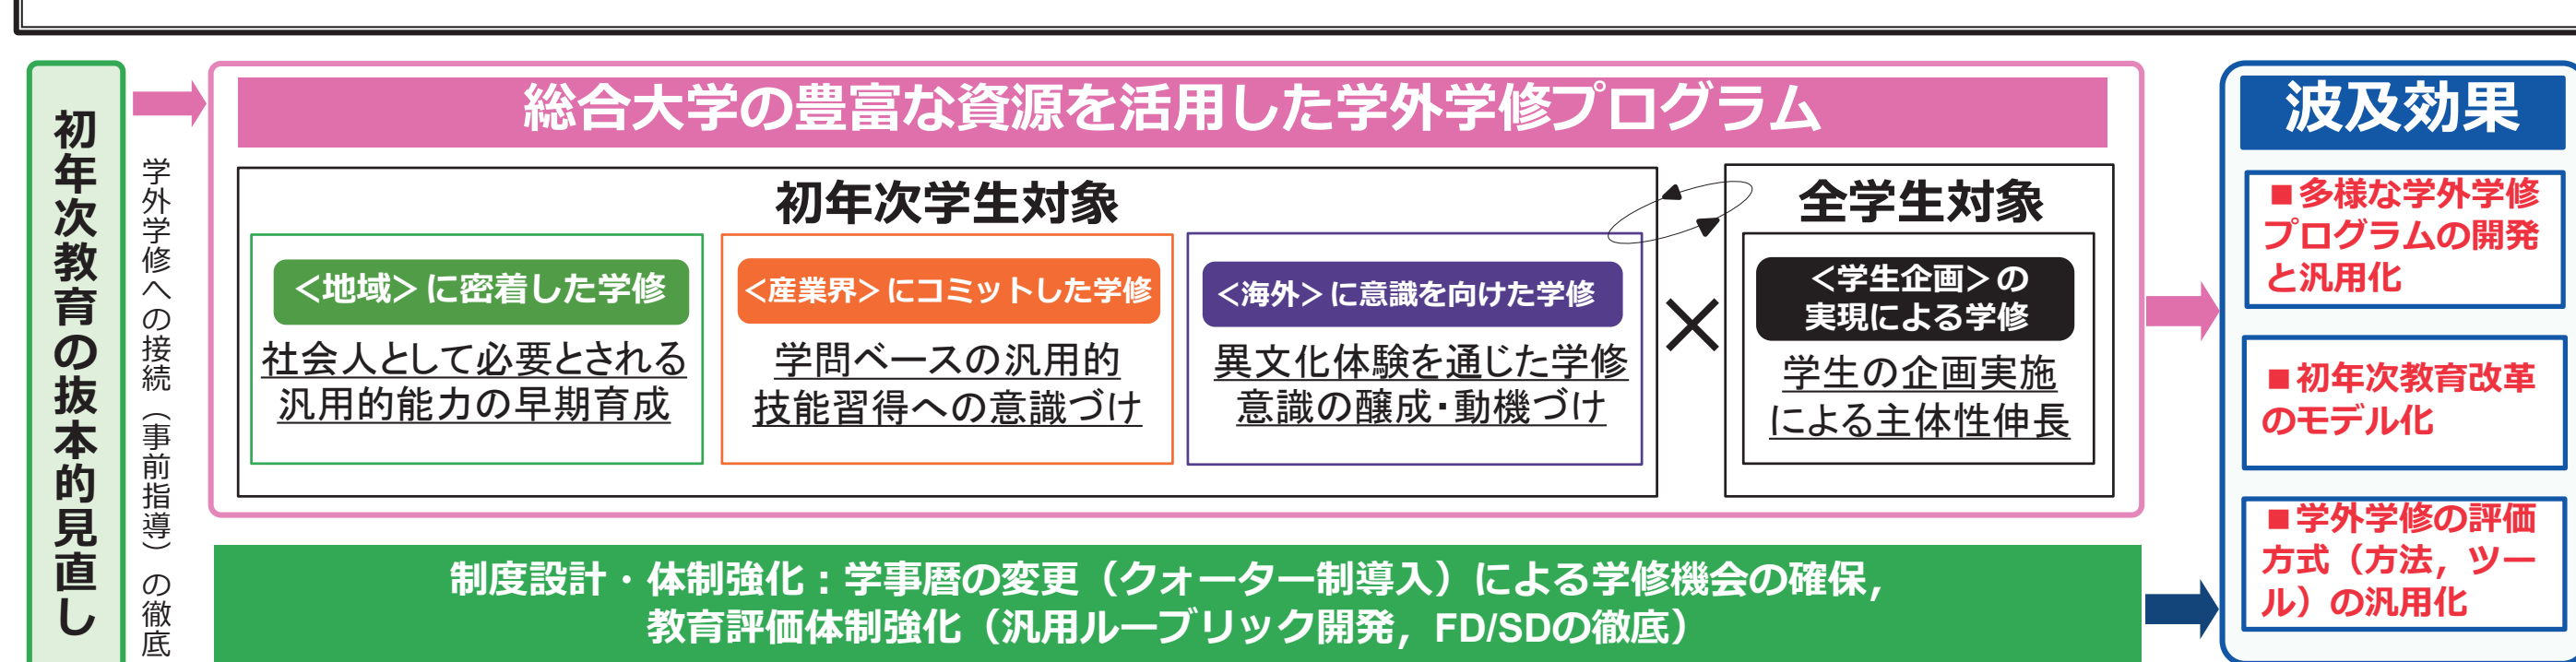 初年次教育の抜本的見直し
学外学修への接続（事前指導）の徹底
総合大学の豊富な資源を活用した学外学修プログラム
初年次学生対象
＜地域＞に密着した学修
社会人として必要とされる
汎用的能力の早期育成
＜産業界＞にコミットした学修
学問ベースの汎用的
技能習得への意識づけ
＜海外＞に意識を向けた学修
異文化体験を通じた学修
意識の醸成・動機づけ
×
全学生対象
＜学生企画＞の
実現による学修
学生の企画実施
による主体性伸長
制度設計・体制強化：学事暦の変更（クォーター制導入）による学修機会の確保，
教育評価体制強化（汎用ルーブリック開発，FD/SDの徹底）
波及効果
■多様な学外学修
プログラムの開発
と汎用化
■初年次教育改革
のモデル化
■学外学修の評価
方式（方法，ツー
ル）の汎用化